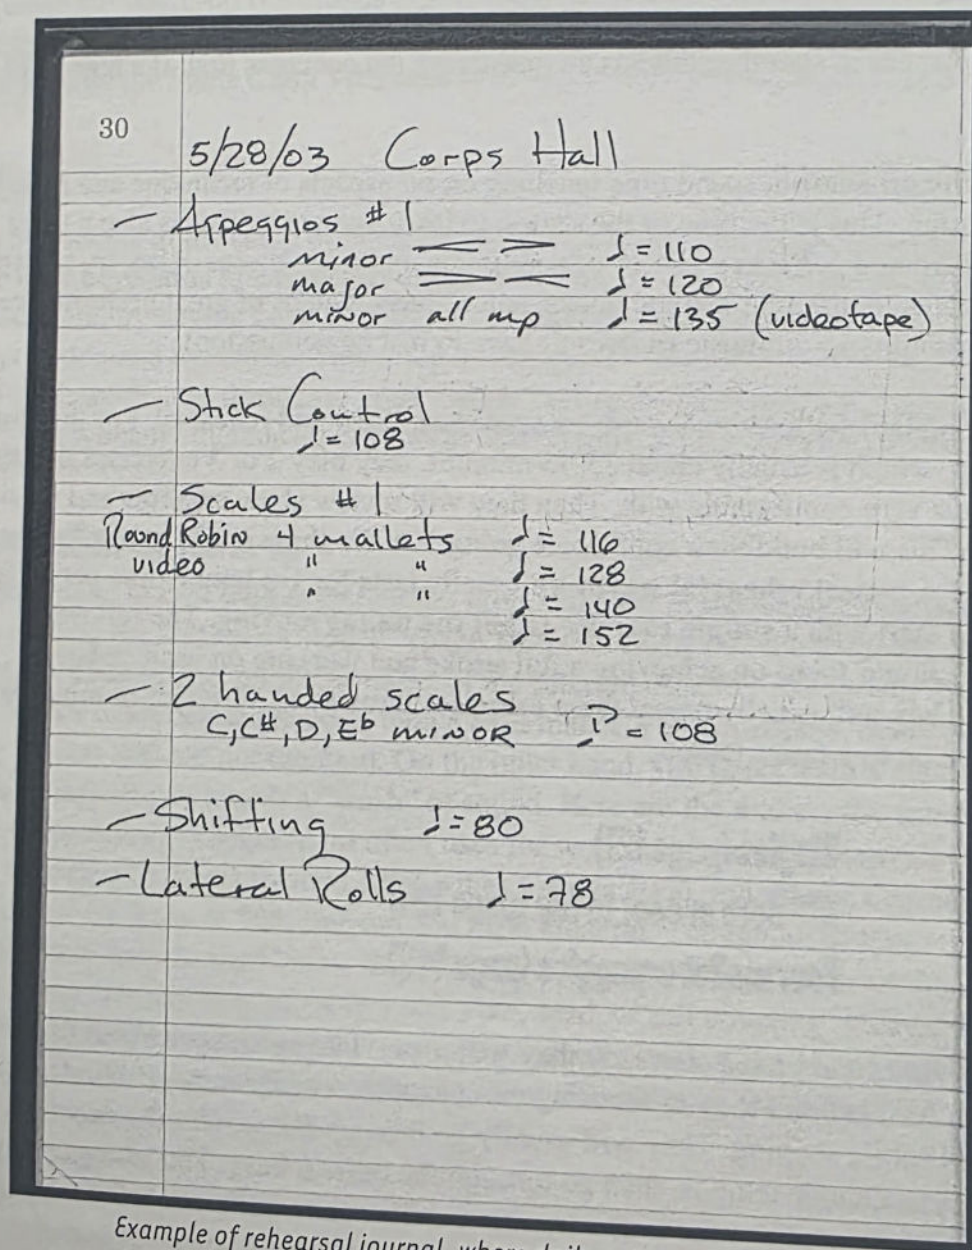 30
5/28/03 Corps Hall
— Arpeggios #1
minor < > ♩ = 110
major > < ♩ = 120
minor all mp ♩ = 135 (videotape)
— Stick Control
♩ = 108
— Scales #1
Round Robin 4 mallets ♩ = 116
video " " ♩ = 128
" " ♩ = 140
♩ = 152
— 2 handed scales
C, C#, D, Eb minor = 108
— Shifting ♩ = 80
— Lateral Rolls ♩ = 78
Example of rehearsal journal, where